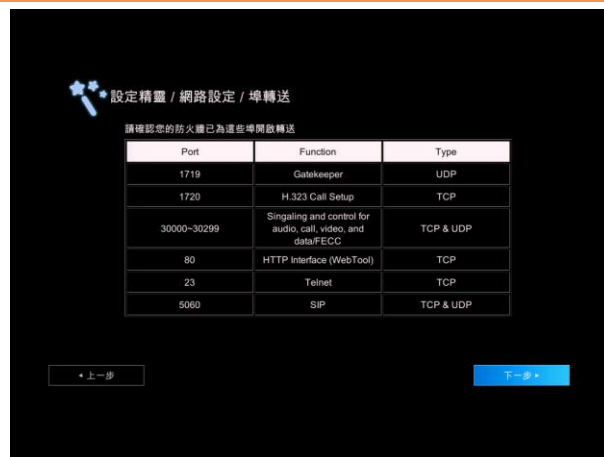 設定精靈 / 網路設定 / 埠轉送
請確認您的防火牆已為這些埠開啟轉送
Port Function Type
1719 Gatekeeper UDP
1720 H.323 Call Setup TCP
30000~30299 Singaling and control for audio, call, video, and data/FECC TCP & UDP
80 HTTP Interface (WebTool) TCP
23 Telnet TCP
5060 SIP TCP & UDP
◂上一步 下一步▸